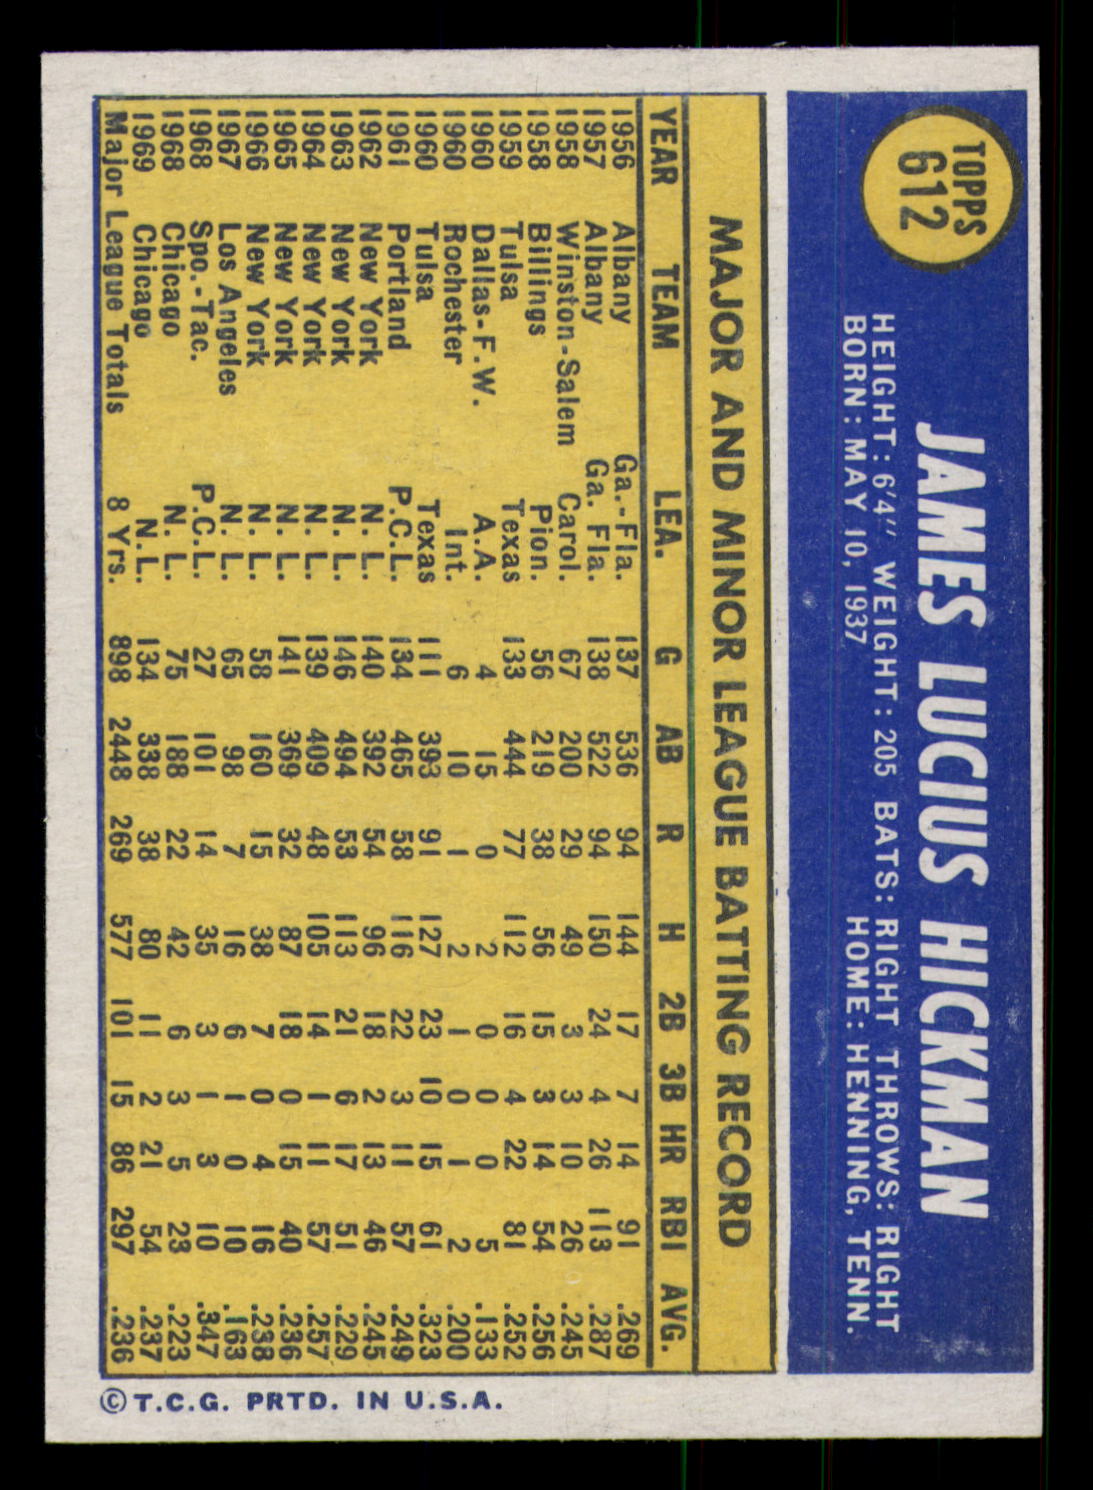 TOPPS
612
JAMES LUCIUS HICKMAN
HEIGHT: 6'4" WEIGHT: 205 BATS: RIGHT THROWS: RIGHT
BORN: MAY 10, 1937 HOME: HENNING, TENN.
MAJOR AND MINOR LEAGUE BATTING RECORD
YEAR TEAM LEA. G AB R H 2B 3B HR RBI AVG.
1956 Albany Ga.-Fla. 137 536 94 144 17 7 14 91 .269
1957 Albany Ga. Fla. 138 522 94 150 24 4 26 113 .287
1958 Winston-Salem Carol. 67 200 29 49 3 3 10 26 .245
1958 Billings Pion. 56 219 38 56 15 3 14 54 .256
1959 Tulsa Texas 133 444 77 112 16 4 22 81 .252
1960 Dallas-F.W. A.A. 4 15 0 2 0 0 0 5 .133
1960 Rochester Int. 6 10 1 2 1 0 1 2 .200
1960 Tulsa Texas 111 393 91 127 23 10 15 61 .323
1961 Portland P.C.L. 134 465 58 116 22 3 11 57 .249
1962 New York N. L. 140 392 54 96 18 2 13 46 .245
1963 New York N. L. 146 494 53 113 21 6 17 51 .229
1964 New York N. L. 139 409 48 105 14 1 11 57 .257
1965 New York N. L. 141 369 32 87 18 0 15 40 .236
1966 New York N. L. 58 160 15 38 7 0 4 16 .238
1967 Los Angeles N. L. 65 98 7 16 6 1 0 10 .163
1968 Spo.-Tac. P.C.L. 27 101 14 35 3 1 3 10 .347
1968 Chicago N. L. 75 188 22 42 6 3 5 23 .223
1969 Chicago N.L. 134 338 38 80 11 2 21 54 .237
Major League Totals 8 Yrs. 898 2448 269 577 101 15 86 297 .236
©T.C.G. PRTD. IN U.S.A.